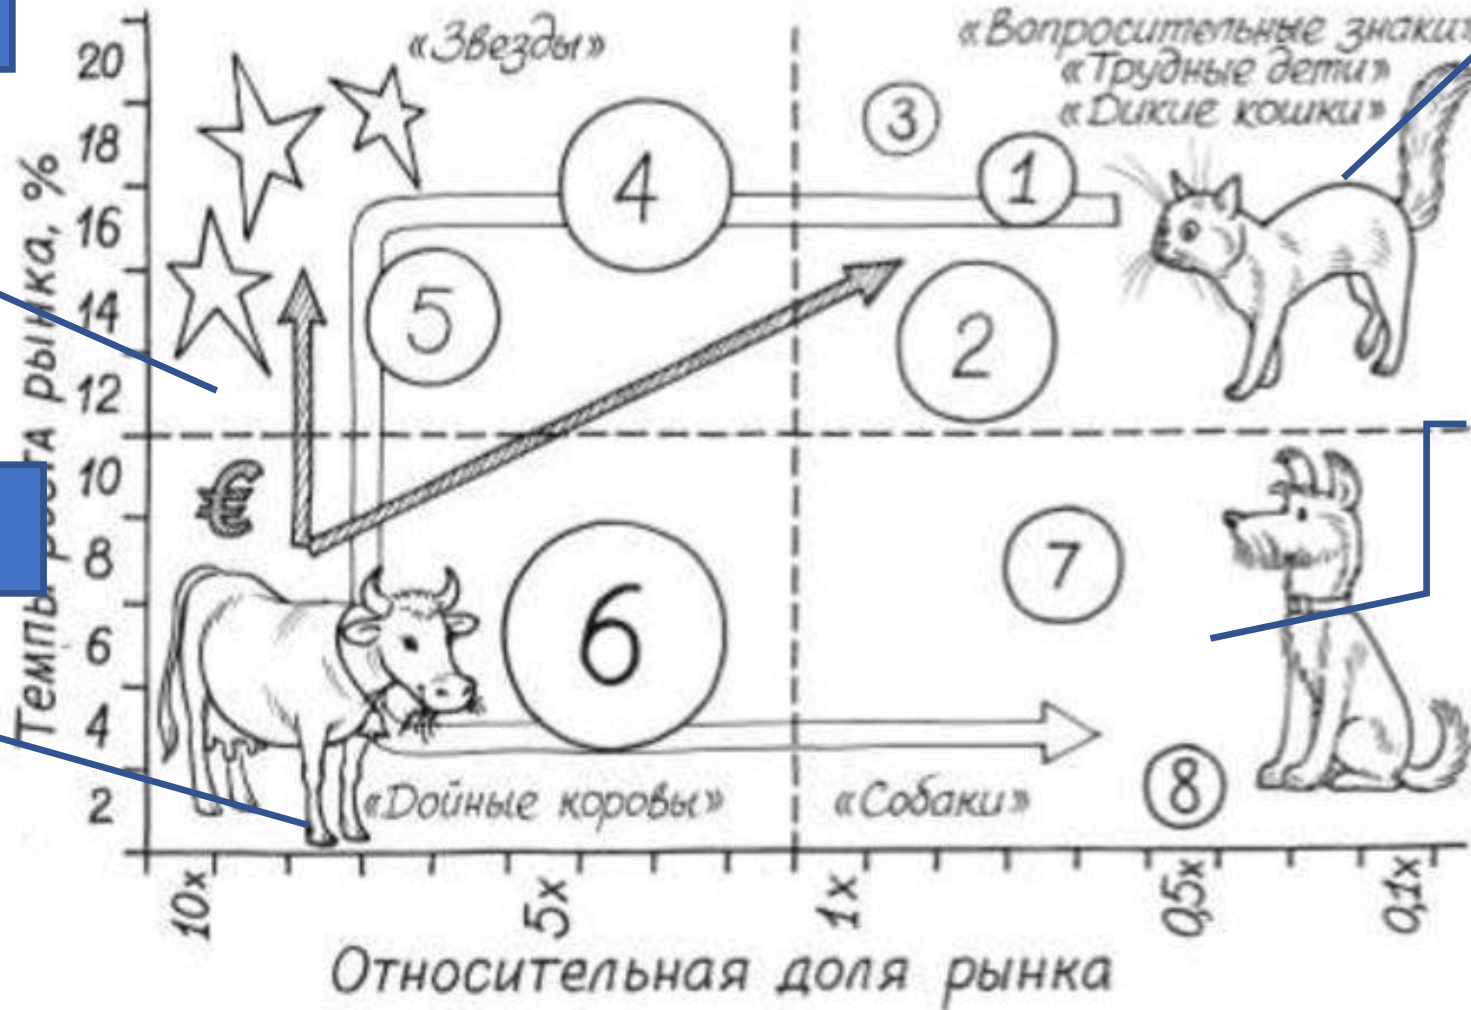 «Звезды»
«Вопросительные знаки»
«Трудные дети»
«Дикие кошки»
Темпы роста рынка, %
20
18
16
14
12
10
8
6
4
2
3
4
1
5
2
€
6
7
8
«Дойные коровы»
«Собаки»
10x
5x
1x
0,5x
0,1x
Относительная доля рынка